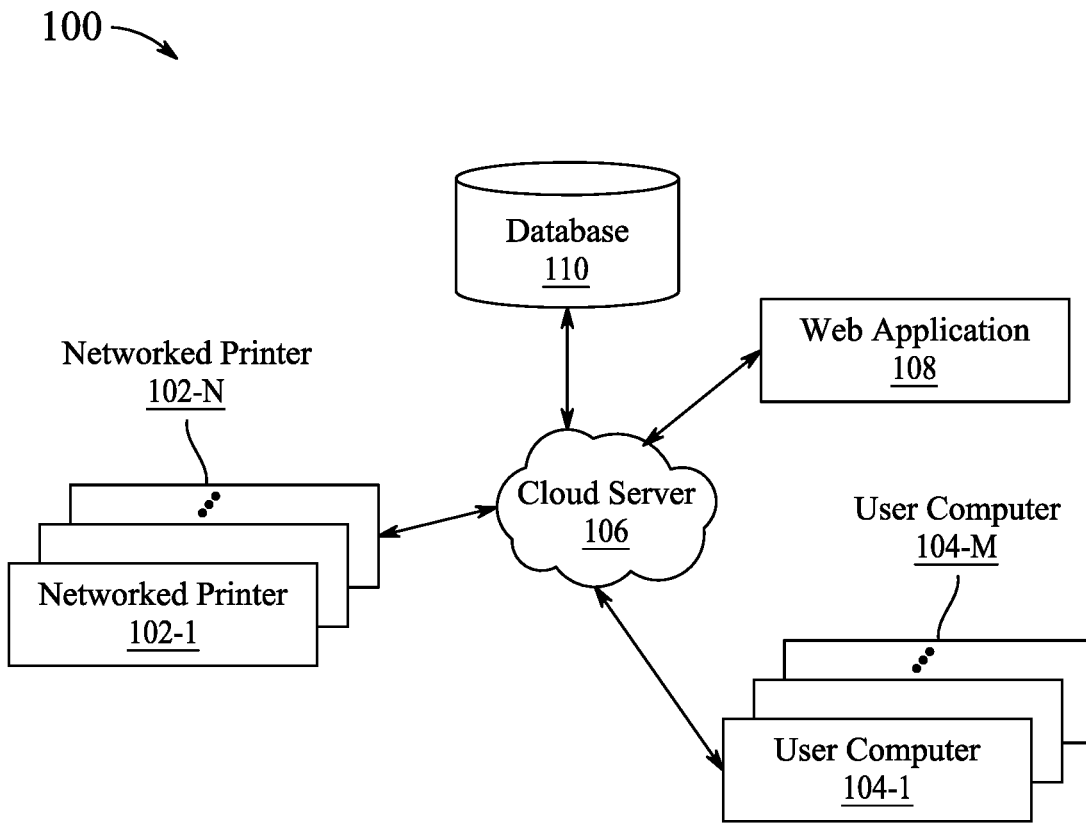 100
Database
110
Web Application
108
Networked Printer
102-N
Cloud Server
106
User Computer
104-M
Networked Printer
102-1
User Computer
104-1